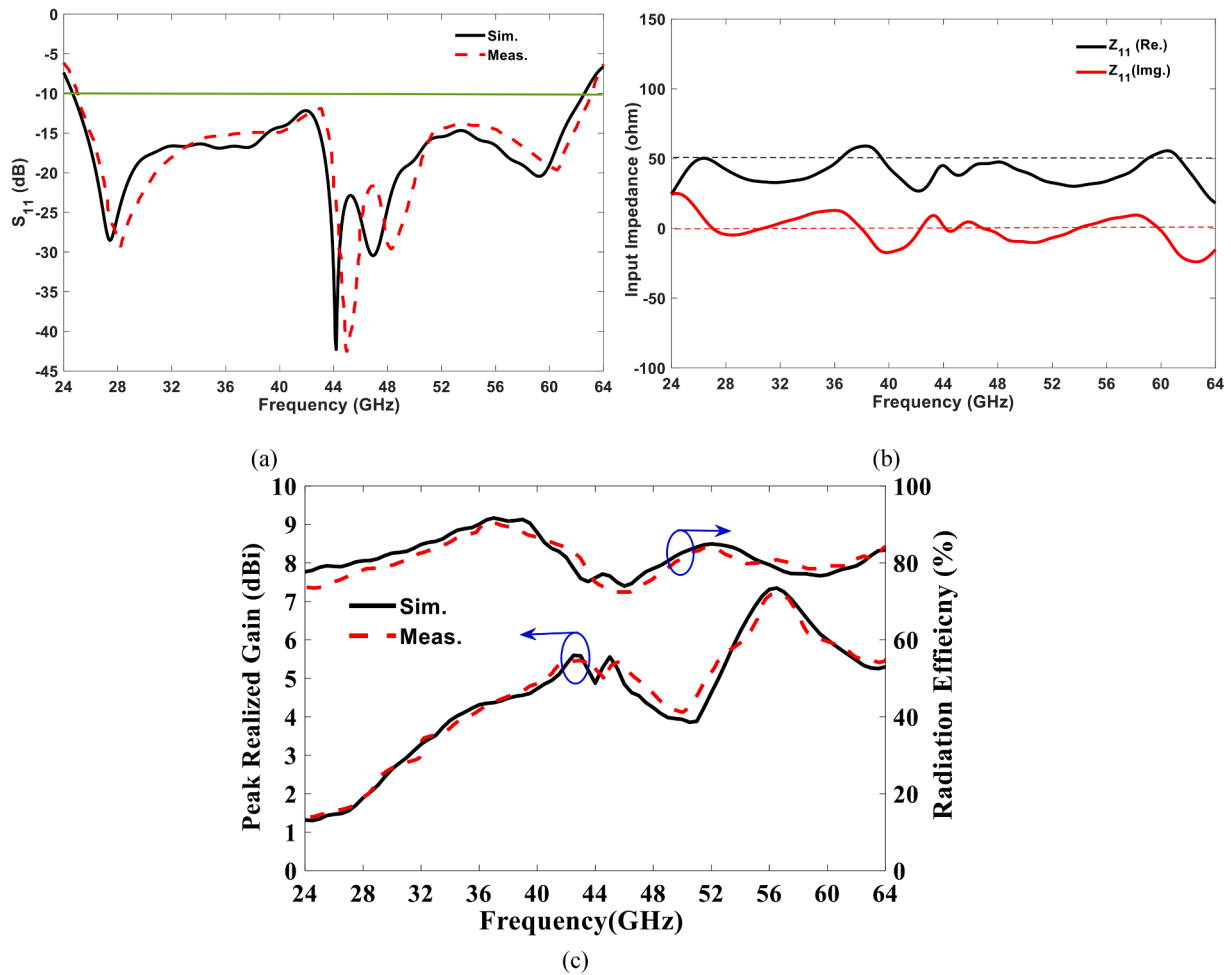 0
-5
-10
-15
-20
-25
-30
-35
-40
-45
S11 (dB)
Sim.
Meas.
24 28 32 36 40 44 48 52 56 60 64
Frequency (GHz)
(a)
150
100
50
0
-50
-100
Input Impedance (ohm)
Z11 (Re.)
Z11(Img.)
24 28 32 36 40 44 48 52 56 60 64
Frequency (GHz)
(b)
10
9
8
7
6
5
4
3
2
1
0
Peak Realized Gain (dBi)
Sim.
Meas.
100
80
60
40
20
0
Radiation Effieicny (%)
24 28 32 36 40 44 48 52 56 60 64
Frequency(GHz)
(c)